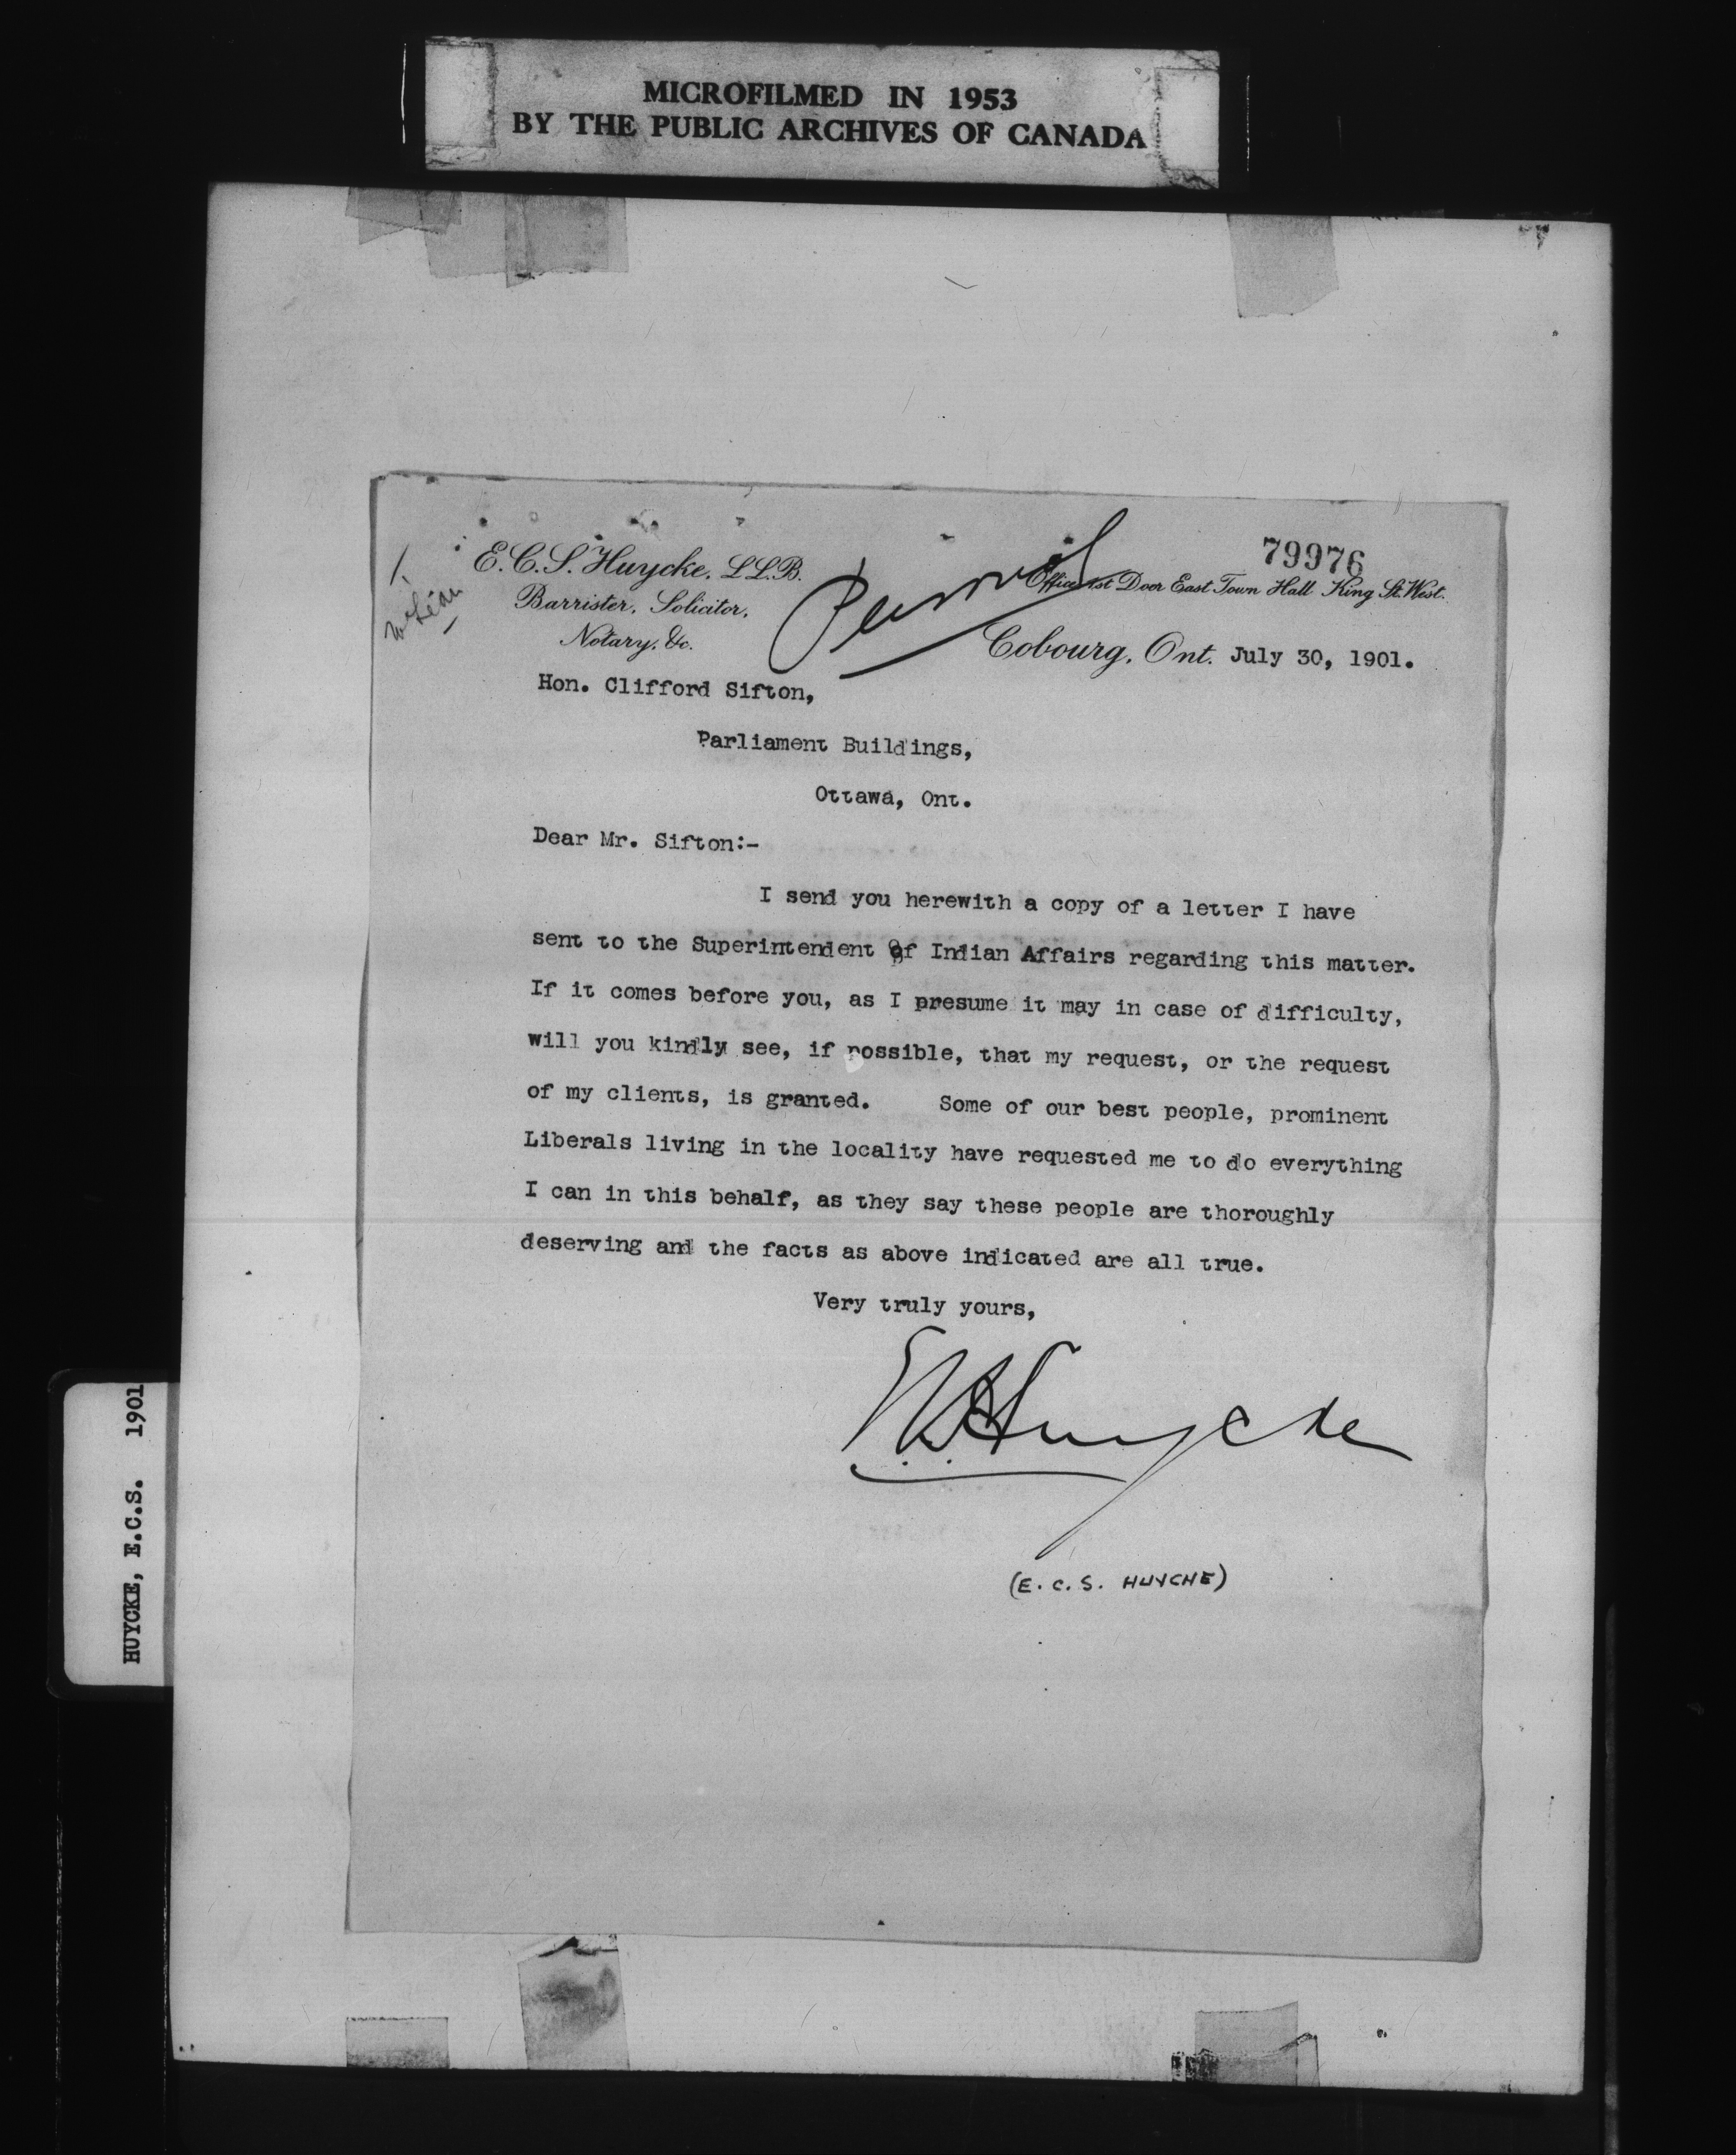 MICROFILMED IN 1953
BY THE PUBLIC ARCHIVES OF CANADA
79976
E.C.S. Huycke, LL.B.
Barrister, Solicitor,
Notary, &c.
Personal
Office 1st Door East Town Hall King St. West.
Cobourg, Ont. July 30, 1901.
Hon. Clifford Sifton,
Parliament Buildings,
Ottawa, Ont.
Dear Mr. Sifton:-
I send you herewith a copy of a letter I have
sent to the Superintendent of Indian Affairs regarding this matter.
If it comes before you, as I presume it may in case of difficulty,
will you kindly see, if possible, that my request, or the request
of my clients, is granted. Some of our best people, prominent
Liberals living in the locality have requested me to do everything
I can in this behalf, as they say these people are thoroughly
deserving and the facts as above indicated are all true.
Very truly yours,
E.C.S. Huycke
(E. C. S. HUYCHE)
HUYCKE, E.C.S. 1901